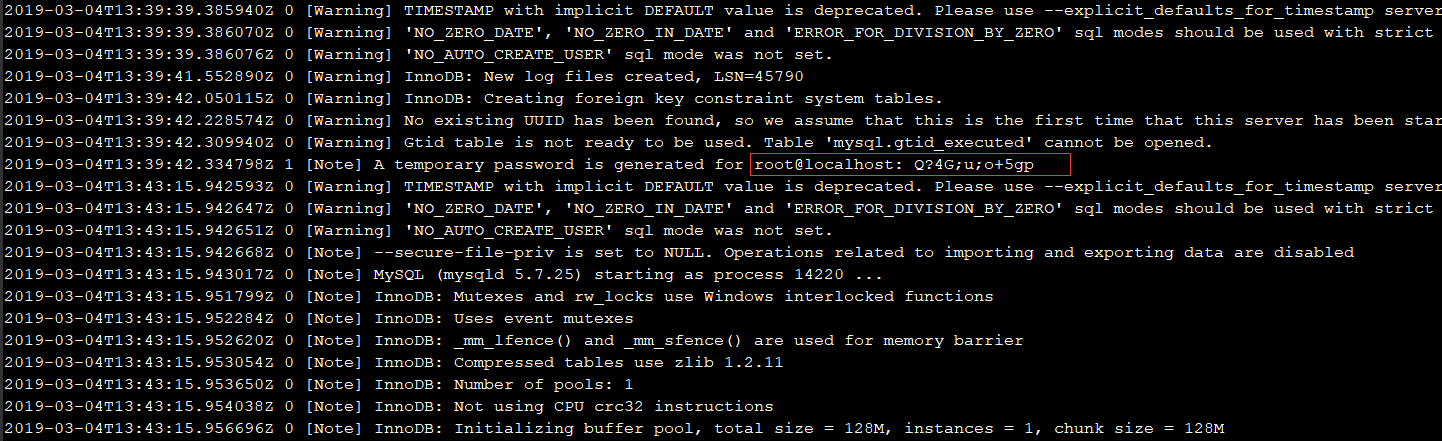 2019-03-04T13:39:39.385940Z 0 [Warning] TIMESTAMP with implicit DEFAULT value is deprecated. Please use --explicit_defaults_for_timestamp server
2019-03-04T13:39:39.386070Z 0 [Warning] 'NO_ZERO_DATE', 'NO_ZERO_IN_DATE' and 'ERROR_FOR_DIVISION_BY_ZERO' sql modes should be used with strict
2019-03-04T13:39:39.386076Z 0 [Warning] 'NO_AUTO_CREATE_USER' sql mode was not set.
2019-03-04T13:39:41.552890Z 0 [Warning] InnoDB: New log files created, LSN=45790
2019-03-04T13:39:42.050115Z 0 [Warning] InnoDB: Creating foreign key constraint system tables.
2019-03-04T13:39:42.228574Z 0 [Warning] No existing UUID has been found, so we assume that this is the first time that this server has been star
2019-03-04T13:39:42.309940Z 0 [Warning] Gtid table is not ready to be used. Table 'mysql.gtid_executed' cannot be opened.
2019-03-04T13:39:42.334798Z 1 [Note] A temporary password is generated for root@localhost: Q?4G;u;o+5gp
2019-03-04T13:43:15.942593Z 0 [Warning] TIMESTAMP with implicit DEFAULT value is deprecated. Please use --explicit_defaults_for_timestamp server
2019-03-04T13:43:15.942647Z 0 [Warning] 'NO_ZERO_DATE', 'NO_ZERO_IN_DATE' and 'ERROR_FOR_DIVISION_BY_ZERO' sql modes should be used with strict
2019-03-04T13:43:15.942651Z 0 [Warning] 'NO_AUTO_CREATE_USER' sql mode was not set.
2019-03-04T13:43:15.942668Z 0 [Note] --secure-file-priv is set to NULL. Operations related to importing and exporting data are disabled
2019-03-04T13:43:15.943017Z 0 [Note] MySQL (mysqld 5.7.25) starting as process 14220 ...
2019-03-04T13:43:15.951799Z 0 [Note] InnoDB: Mutexes and rw_locks use Windows interlocked functions
2019-03-04T13:43:15.952284Z 0 [Note] InnoDB: Uses event mutexes
2019-03-04T13:43:15.952620Z 0 [Note] InnoDB: _mm_lfence() and _mm_sfence() are used for memory barrier
2019-03-04T13:43:15.953054Z 0 [Note] InnoDB: Compressed tables use zlib 1.2.11
2019-03-04T13:43:15.953650Z 0 [Note] InnoDB: Number of pools: 1
2019-03-04T13:43:15.954038Z 0 [Note] InnoDB: Not using CPU crc32 instructions
2019-03-04T13:43:15.956696Z 0 [Note] InnoDB: Initializing buffer pool, total size = 128M, instances = 1, chunk size = 128M